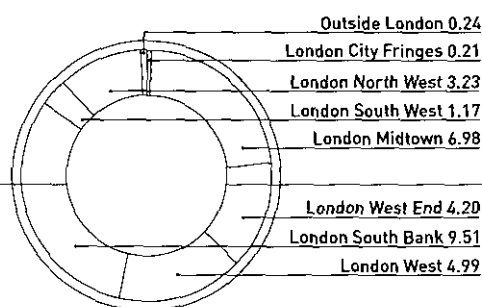 Outside London 0.24
London City Fringes 0.21
London North West 3.23
London South West 1.17
London Midtown 6.98
London West End 4.20
London South Bank 9.51
London West 4.99